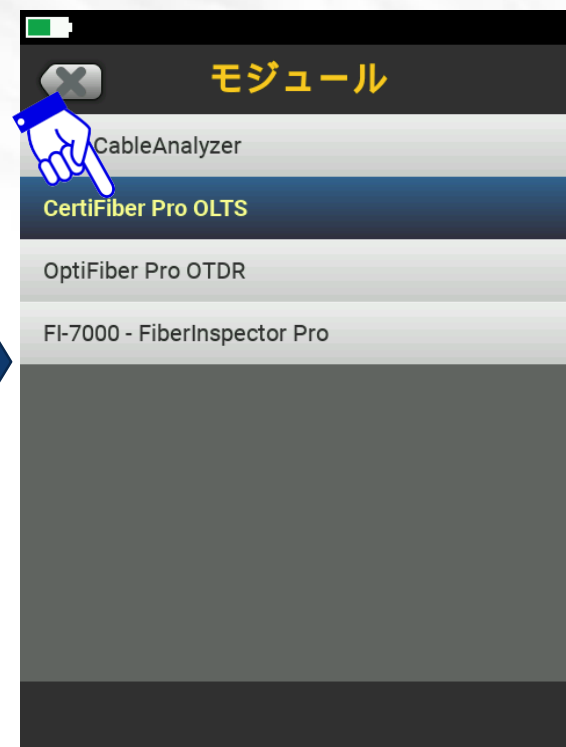 モジュール
CableAnalyzer
CertiFiber Pro OLTS
OptiFiber Pro OTDR
FI-7000 - FiberInspector Pro